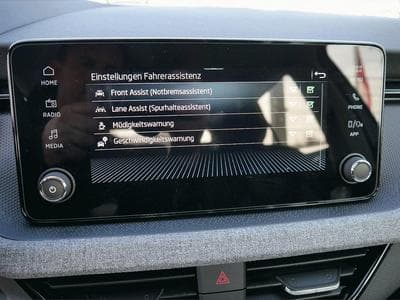 HOME
RADIO
MEDIA
Einstellungen Fahrerassistenz
Front Assist (Notbremsassistent)
Lane Assist (Spurhalteassistent)
Müdigkeitswarnung
Geschwindigkeitswarnung
PHONE
APP